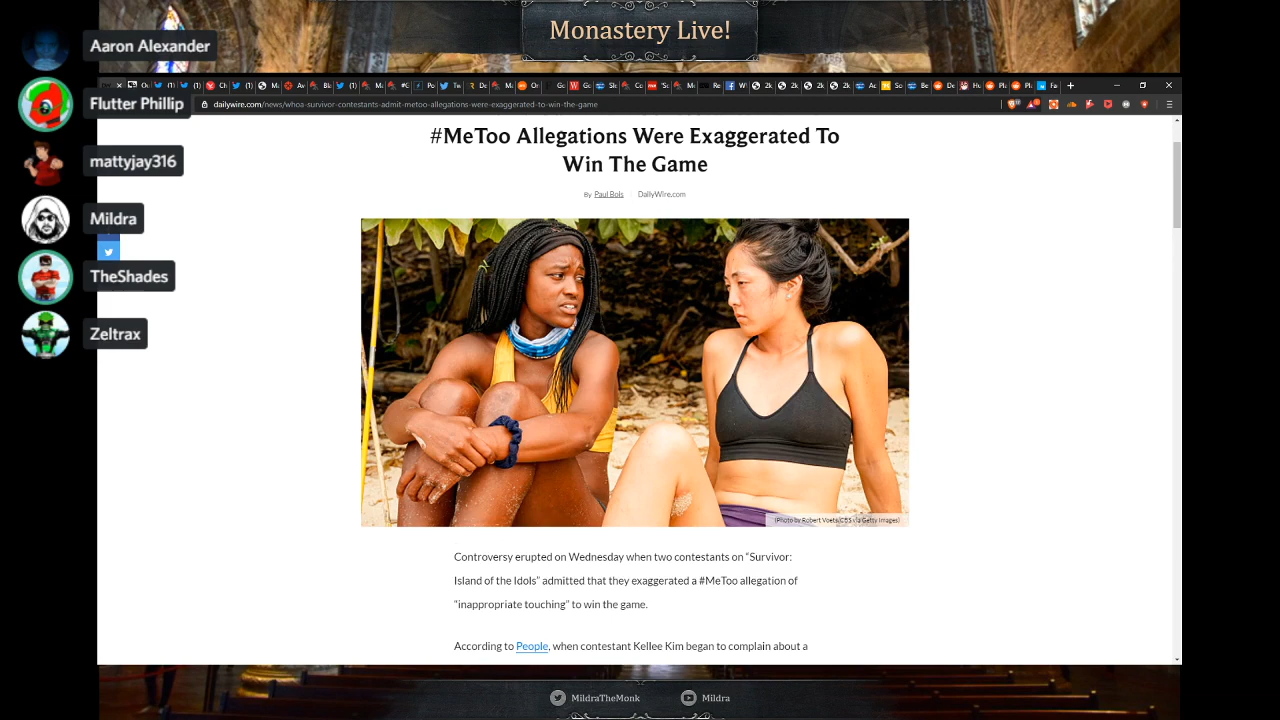 Monastery Live!
Aaron Alexander
Flutter Phillip
mattyjay316
Mildra
TheShades
Zeltrax
dailywire.com/news/whoa-survivor-contestants-admit-metoo-allegations-were-exaggerated-to-win-the-game
#MeToo Allegations Were Exaggerated To
Win The Game
By Paul Bois DailyWire.com
(Photo by Robert Voets/CBS via Getty Images)
Controversy erupted on Wednesday when two contestants on “Survivor:
Island of the Idols” admitted that they exaggerated a #MeToo allegation of
“inappropriate touching” to win the game.
According to People, when contestant Kellee Kim began to complain about a
MildraTheMonk
Mildra